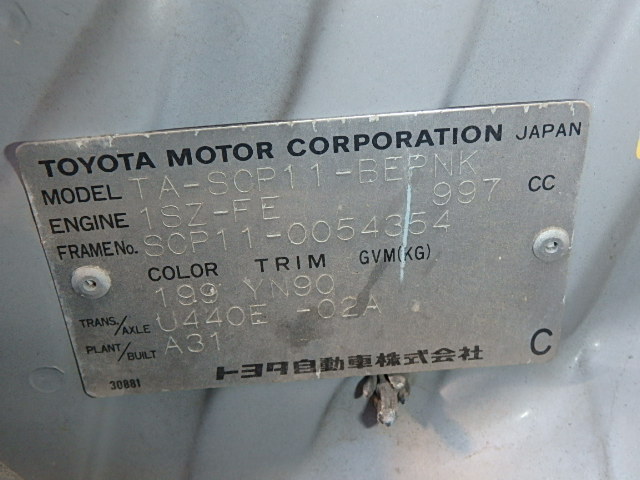 TOYOTA MOTOR CORPORATION JAPAN
MODEL TA-SCP11-BEPNK
ENGINE 1SZ-FE 997 CC
FRAME No. SCP11-0054354
COLOR TRIM GVM(KG)
199 YN90
TRANS./AXLE U440E -02A
PLANT/BUILT A31
トヨタ自動車株式会社 C
30881